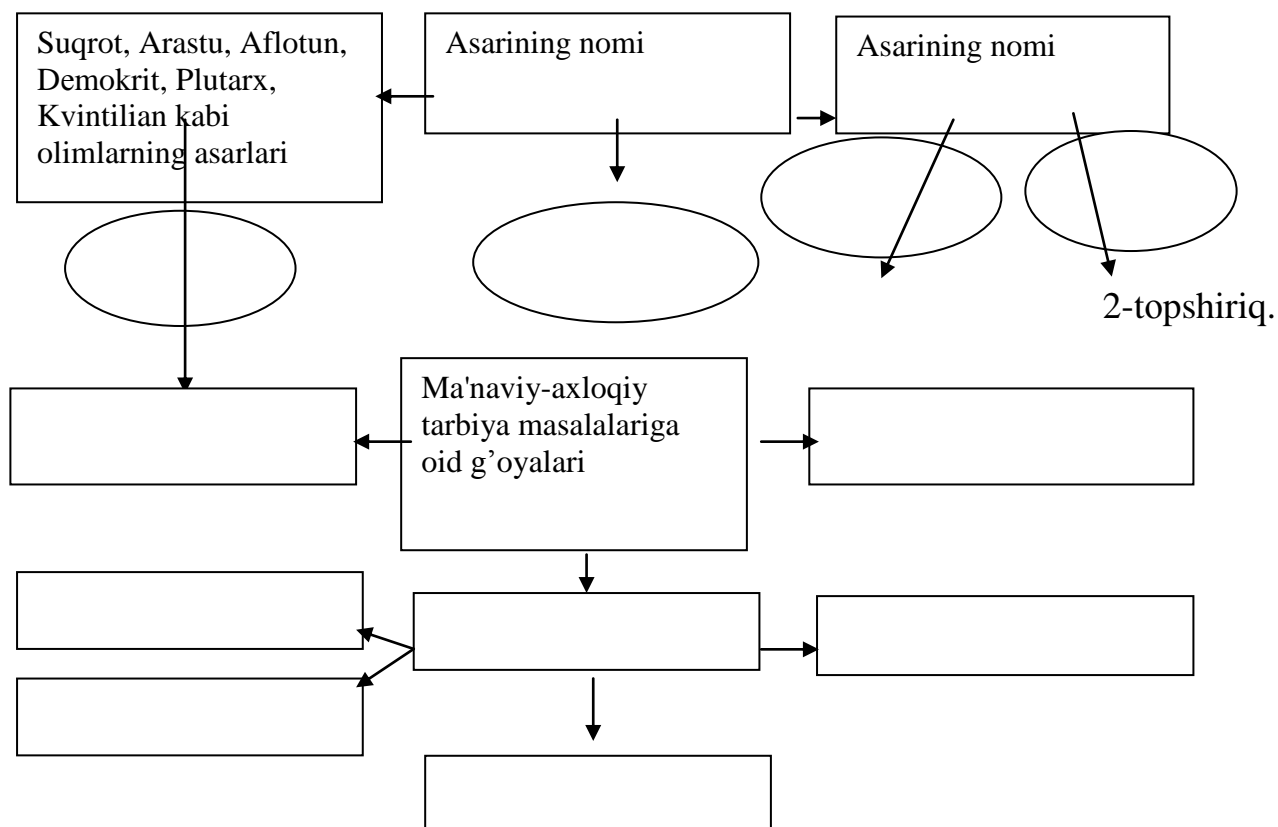 Suqrot, Arastu, Aflotun,
Demokrit, Plutarx,
Kvintilian kabi
olimlarning asarlari
Asarining nomi
Asarining nomi
2-topshiriq.
Ma'naviy-axloqiy
tarbiya masalalariga
oid g’oyalari